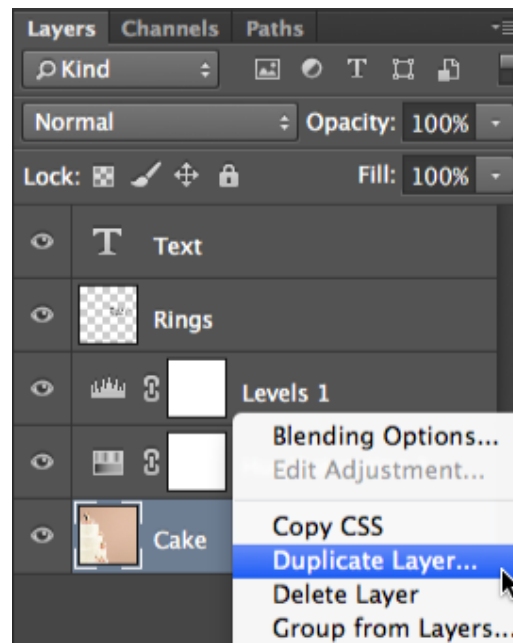 Layers Channels Paths
Kind T
Normal Opacity: 100%
Lock: Fill: 100%
T Text
Rings
Levels 1
Blending Options...
Edit Adjustment...
Cake
Copy CSS
Duplicate Layer...
Delete Layer
Group from Layers...